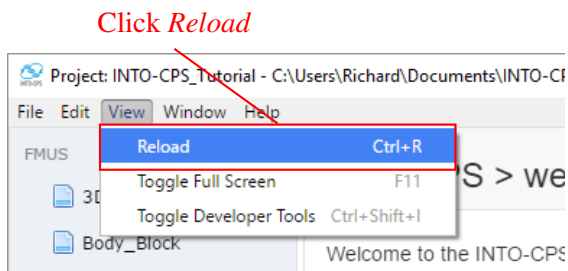 Click Reload
Project: INTO-CPS_Tutorial - C:\Users\Richard\Documents\INTO-CP
File Edit View Window Help
FMUS
Reload Ctrl+R
PS > we
Toggle Full Screen F11
3D
Toggle Developer Tools Ctrl+Shift+I
Body_Block
Welcome to the INTO-CPS